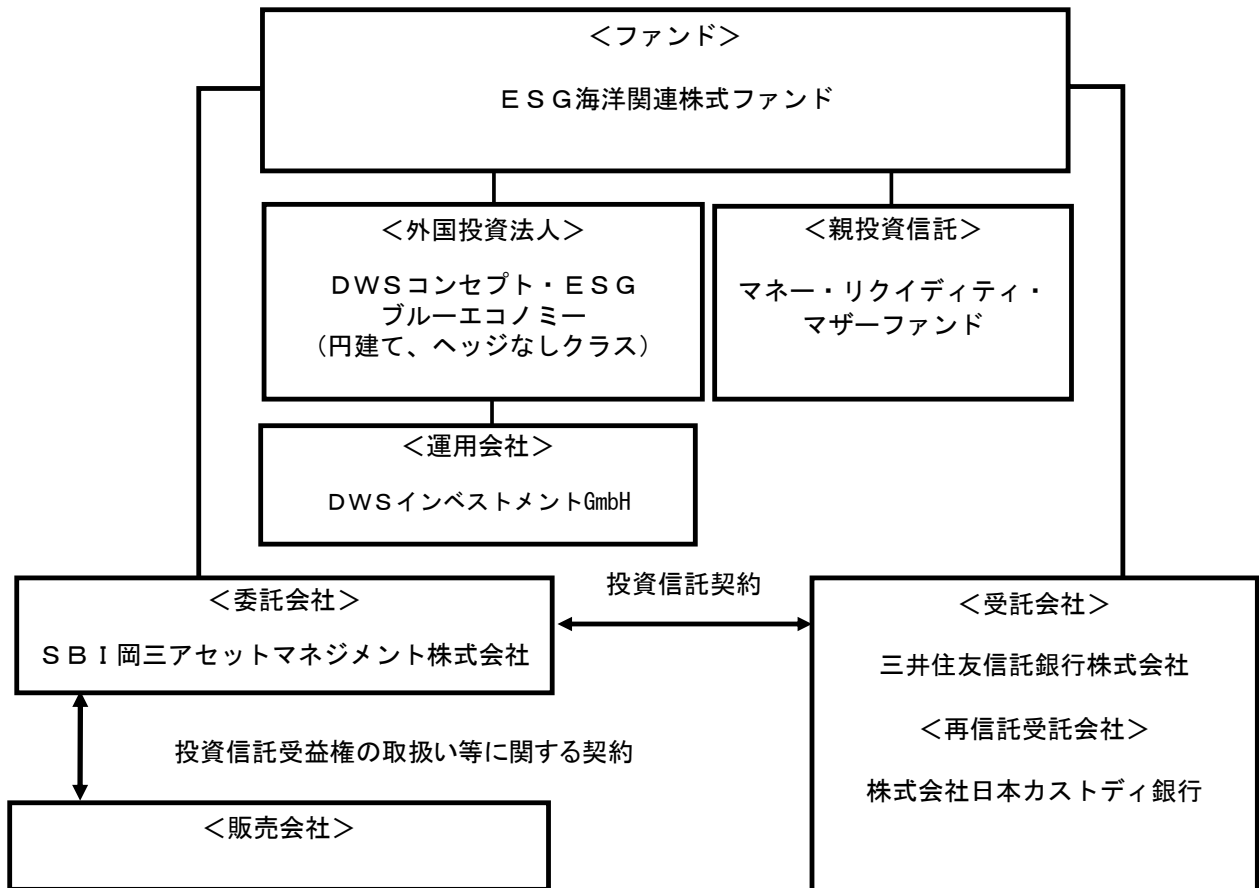 ＜ファンド＞
ＥＳＧ海洋関連株式ファンド
＜外国投資法人＞
ＤＷＳコンセプト・ＥＳＧ
ブルーエコノミー
（円建て、ヘッジなしクラス）
＜親投資信託＞
マネー・リクイディティ・
マザーファンド
＜運用会社＞
ＤＷＳインベストメントGmbH
＜委託会社＞
ＳＢＩ岡三アセットマネジメント株式会社
投資信託契約
＜受託会社＞
三井住友信託銀行株式会社
＜再信託受託会社＞
株式会社日本カストディ銀行
投資信託受益権の取扱い等に関する契約
＜販売会社＞